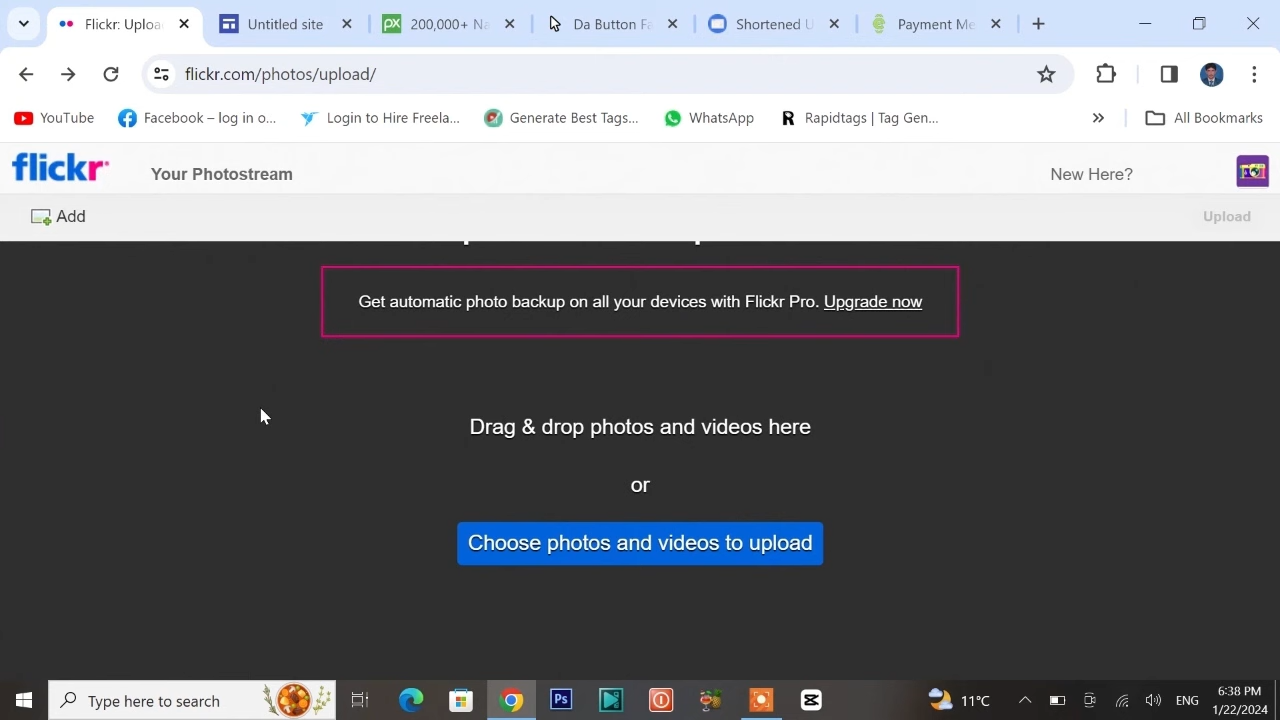 Flickr: Uploa
Untitled site
200,000+ Na
Da Button Fa
Shortened U
Payment Me
flickr.com/photos/upload/
YouTube
Facebook – log in o...
Login to Hire Freela...
Generate Best Tags...
WhatsApp
Rapidtags | Tag Gen...
All Bookmarks
flickr
Your Photostream
New Here?
Add
Upload
Get automatic photo backup on all your devices with Flickr Pro. Upgrade now
Drag & drop photos and videos here
or
Choose photos and videos to upload
Type here to search
Ps
11°C
ENG
6:38 PM
1/22/2024